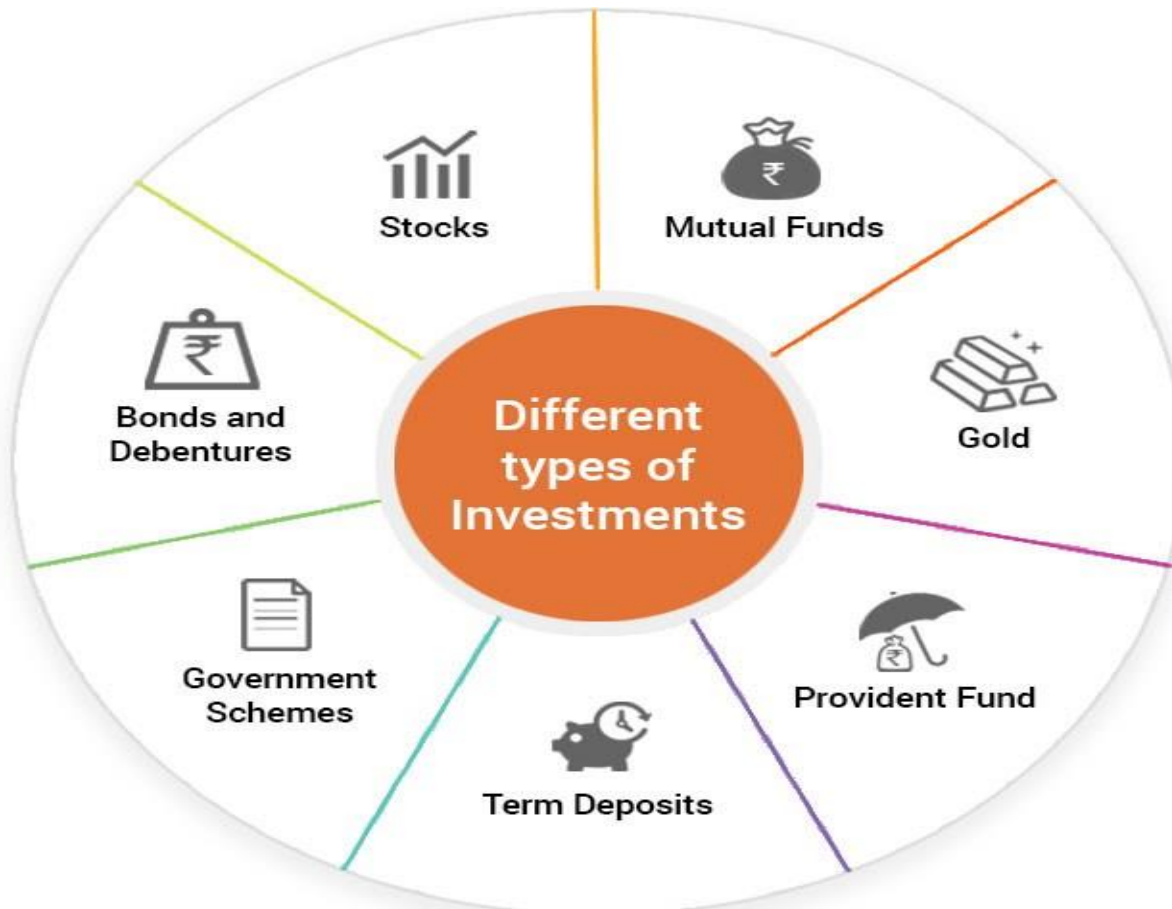 Different
types of
Investments
Stocks
Mutual Funds
₹
Gold
Provident Fund
₹
Term Deposits
Government
Schemes
Bonds and
Debentures
₹